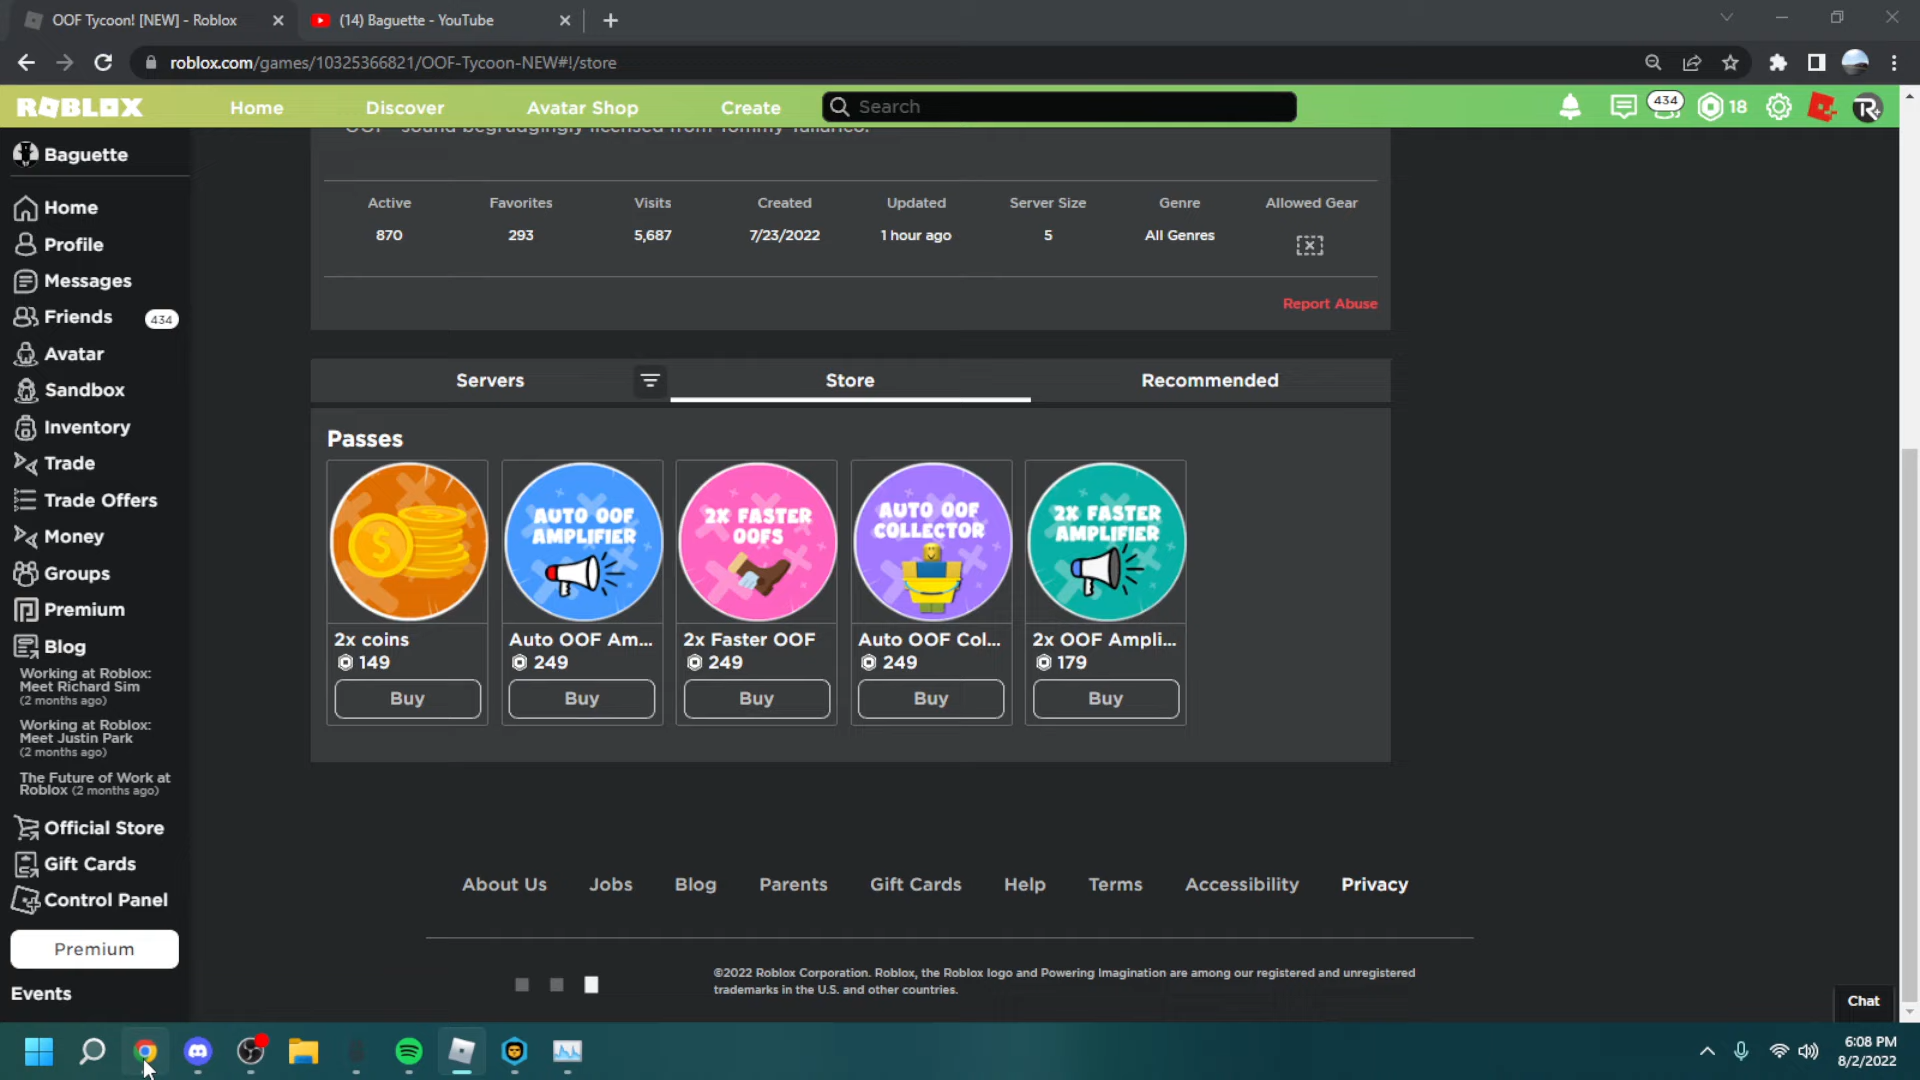 OOF Tycoon! [NEW] - Roblox
(14) Baguette - YouTube
roblox.com/games/10325366821/OOF-Tycoon-NEW#!/store
ROBLOX Home Discover Avatar Shop Create Search 434 18
"OOF" sound begrudgingly licensed from Tommy Tallarico.
Baguette
Home
Profile
Messages
Friends 434
Avatar
Sandbox
Inventory
Trade
Trade Offers
Money
Groups
Premium
Blog
Working at Roblox:
Meet Richard Sim
(2 months ago)
Working at Roblox:
Meet Justin Park
(2 months ago)
The Future of Work at
Roblox (2 months ago)
Official Store
Gift Cards
Control Panel
Premium
Events
Active Favorites Visits Created Updated Server Size Genre Allowed Gear
870 293 5,687 7/23/2022 1 hour ago 5 All Genres
Report Abuse
Servers Store Recommended
Passes
$
2x coins
149
Buy
AUTO OOF
AMPLIFIER
Auto OOF Am...
249
Buy
2X FASTER
OOFS
2x Faster OOF
249
Buy
AUTO OOF
COLLECTOR
Auto OOF Col...
249
Buy
2X FASTER
AMPLIFIER
2x OOF Ampli...
179
Buy
About Us Jobs Blog Parents Gift Cards Help Terms Accessibility Privacy
©2022 Roblox Corporation. Roblox, the Roblox logo and Powering Imagination are among our registered and unregistered
trademarks in the U.S. and other countries.
Chat
6:08 PM
8/2/2022